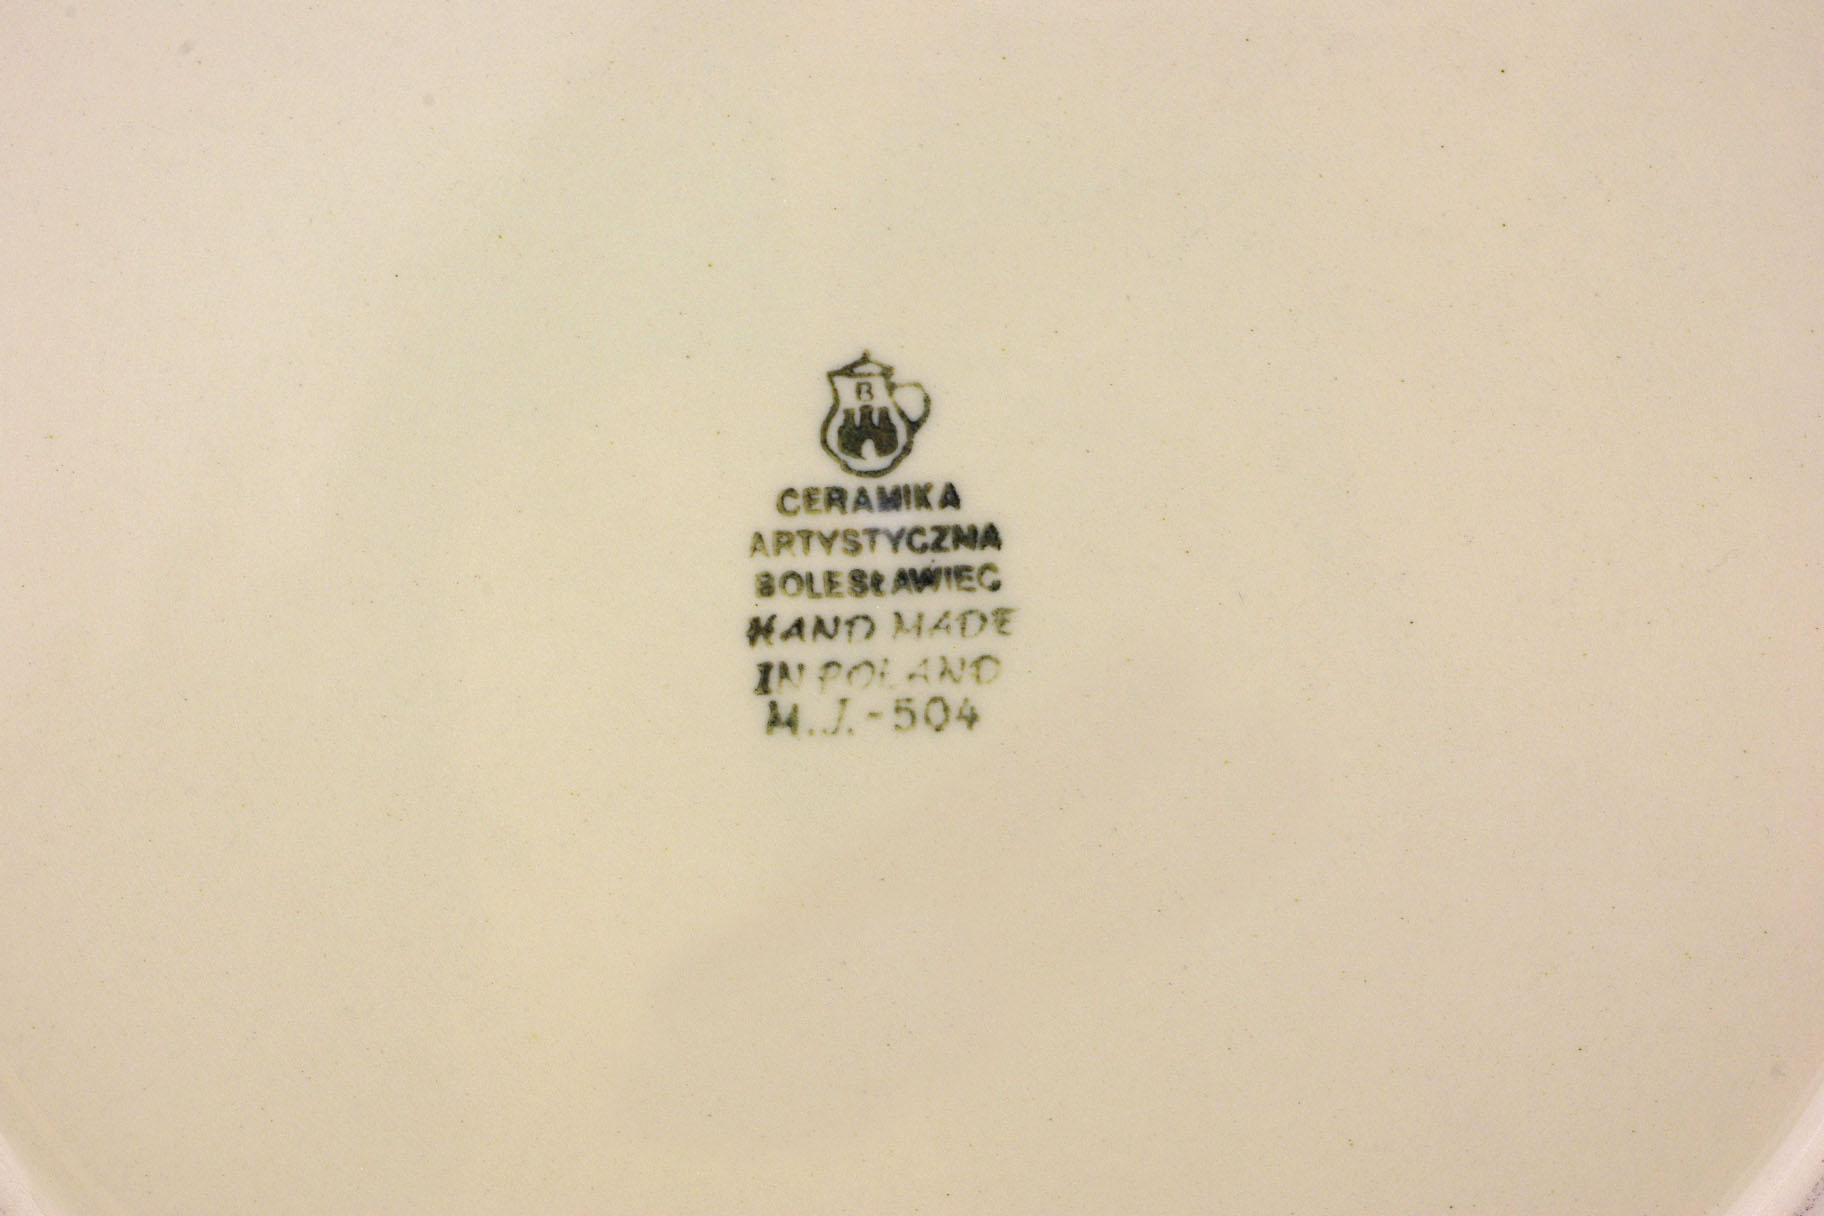 B
CERAMIKA
ARTYSTYCZNA
BOLESŁAWIEC
HAND MADE
IN POLAND
M.J.-504